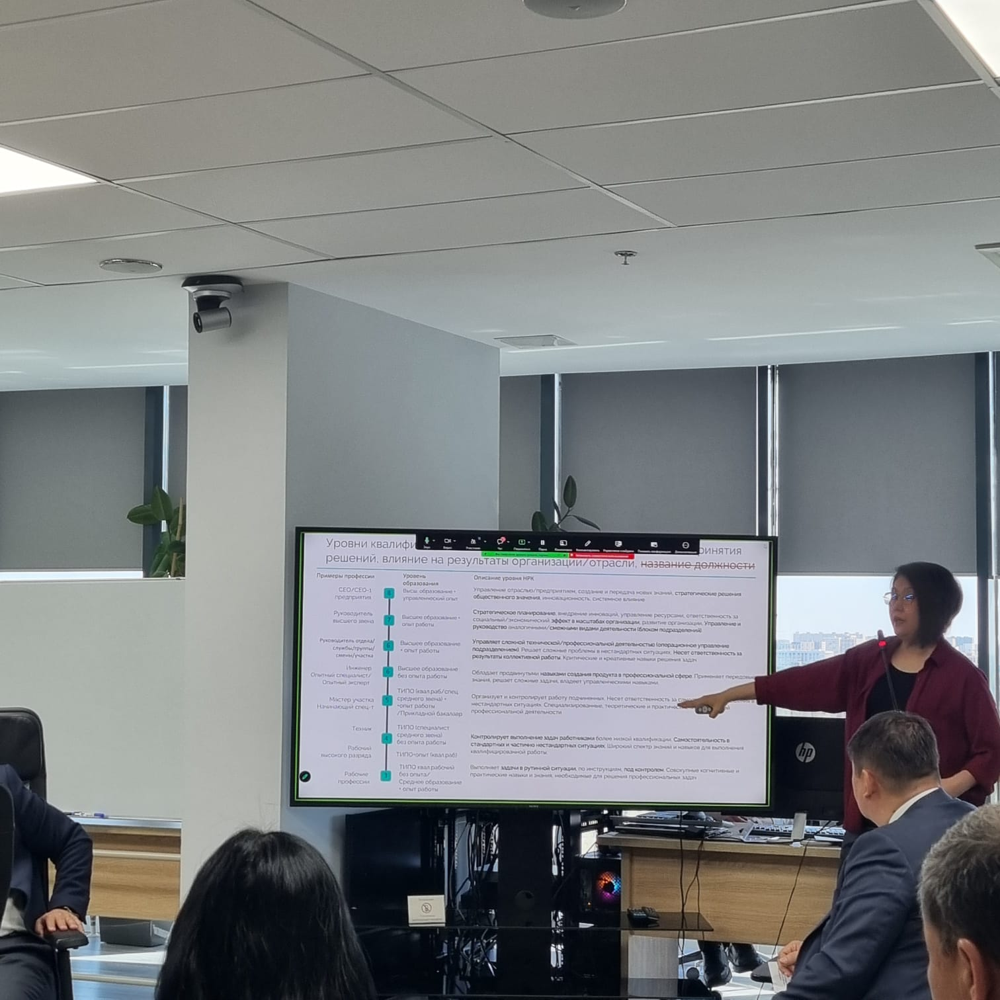 Уровни квалифи
ринятия
решений, влияние на результаты организации/отрасли, название должности
Примеры профессии
Уровень
образования
Описание уровня НРК
CEO/CEO-1
предприятия
8
Высш. образование +
управленческий опыт
Управление отраслью/предприятием, создание и передача новых знаний, стратегические решения
общественного значения, инновационность, системное влияние
Руководитель
высшего звена
7
Высшее образование +
опыт работы
Стратегическое планирование, внедрение инноваций, управление ресурсами, ответственность за
социальный/экономический эффект в масштабах организации, развитие организации. Управление и
руководство аналогичными/смежными видами деятельности (блоком подразделений)
Руководитель отдела/
службы/группы/
смены/участка
6
Высшее образование
+ опыт работы
Управляет сложной технической/профессиональной деятельностью (операционное управление
подразделением). Решает сложные проблемы в нестандартных ситуациях. Несет ответственность за
результаты коллективной работы. Критические и креативные навыки решения задач
Инженер
Опытный специалист/
Опытный эксперт
6
Высшее образование
без опыта работы
Обладает продвинутыми навыками создания продукта в профессиональной сфере. Применяет передовые
знания, решает сложные задачи, владеет управленческими навыками.
Мастер участка
Начинающий спец-т
5
ТИПО (квал.раб/спец.
среднего звена) +
+опыт работы
/Прикладной бакалавр
Организует и контролирует работу подчиненных. Несет ответственность за
нестандартных ситуациях. Специализированные, теоретические и
профессиональной деятельности
Техник
4
ТИПО (специалист
среднего звена)
без опыта работы
Рабочий
высокого разряда
ТИПО+опыт (квал.раб)
Контролирует выполнение задач работниками более низкой квалификации. Самостоятельность в
стандартных и частично нестандартных ситуациях. Широкий спектр знаний и навыков для выполнения
квалифицированной работы.
Рабочие
профессии
3
ТИПО квал.рабочий
без опыта/
Среднее образование
+ опыт работы
Выполняет задачи в рутинной ситуации, по инструкциям, под контролем. Совокупные когнитивные и
практические навыки и знания, необходимые для решения профессиональных задач
hp